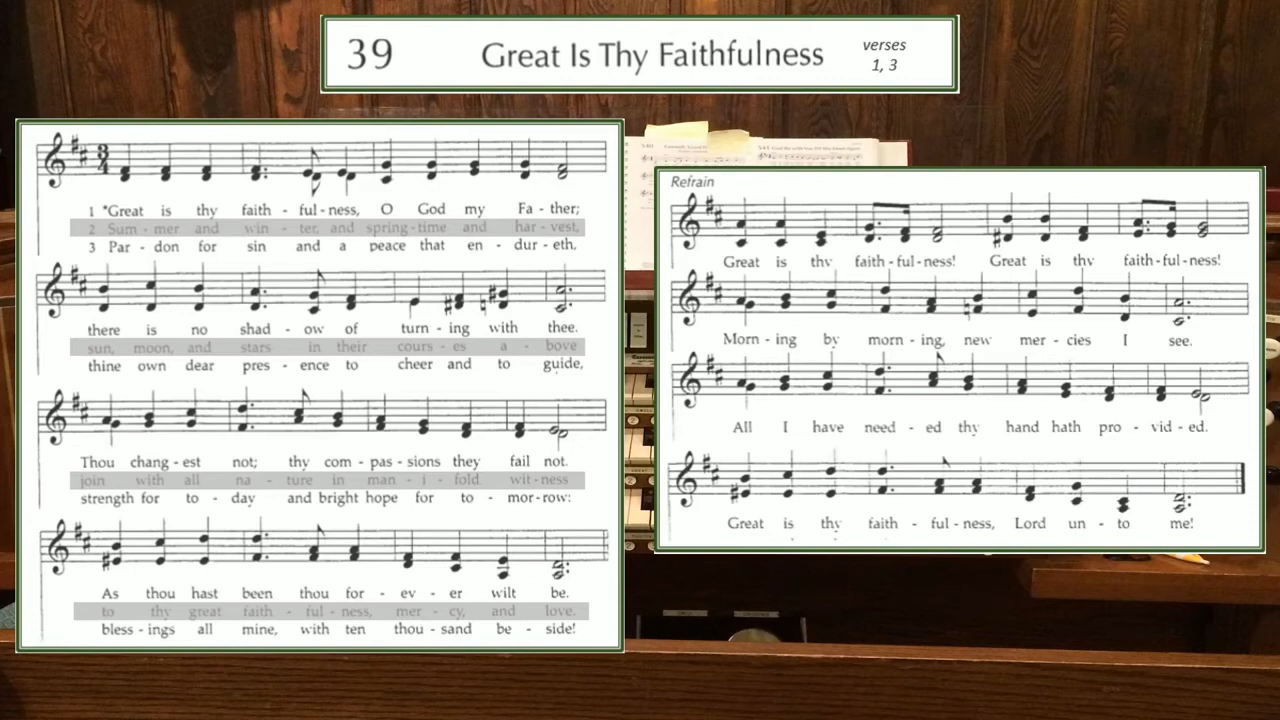 39 Great Is Thy Faithfulness verses
1, 3
3
4
1 *Great is thy faith - ful - ness, O God my Fa - ther;
2 Sum - mer and win - ter, and spring - time and har - vest,
3 Par - don for sin and a peace that en - dur - eth,
there is no shad - ow of turn - ing with thee.
sun, moon, and stars in their cours - es a - bove
thine own dear pres - ence to cheer and to guide,
Thou chang - est not; thy com - pas - sions they fail not.
join with all na - ture in man - i - fold wit - ness
strength for to - day and bright hope for to - mor - row:
As thou hast been thou for - ev - er wilt be.
to thy great faith - ful - ness, mer - cy, and love.
bless - ings all mine, with ten thou - sand be - side!
Refrain
Great is thy faith - ful - ness! Great is thy faith - ful - ness!
Morn - ing by morn - ing, new mer - cies I see.
All I have need - ed thy hand hath pro - vid - ed.
Great is thy faith - ful - ness, Lord un - to me!